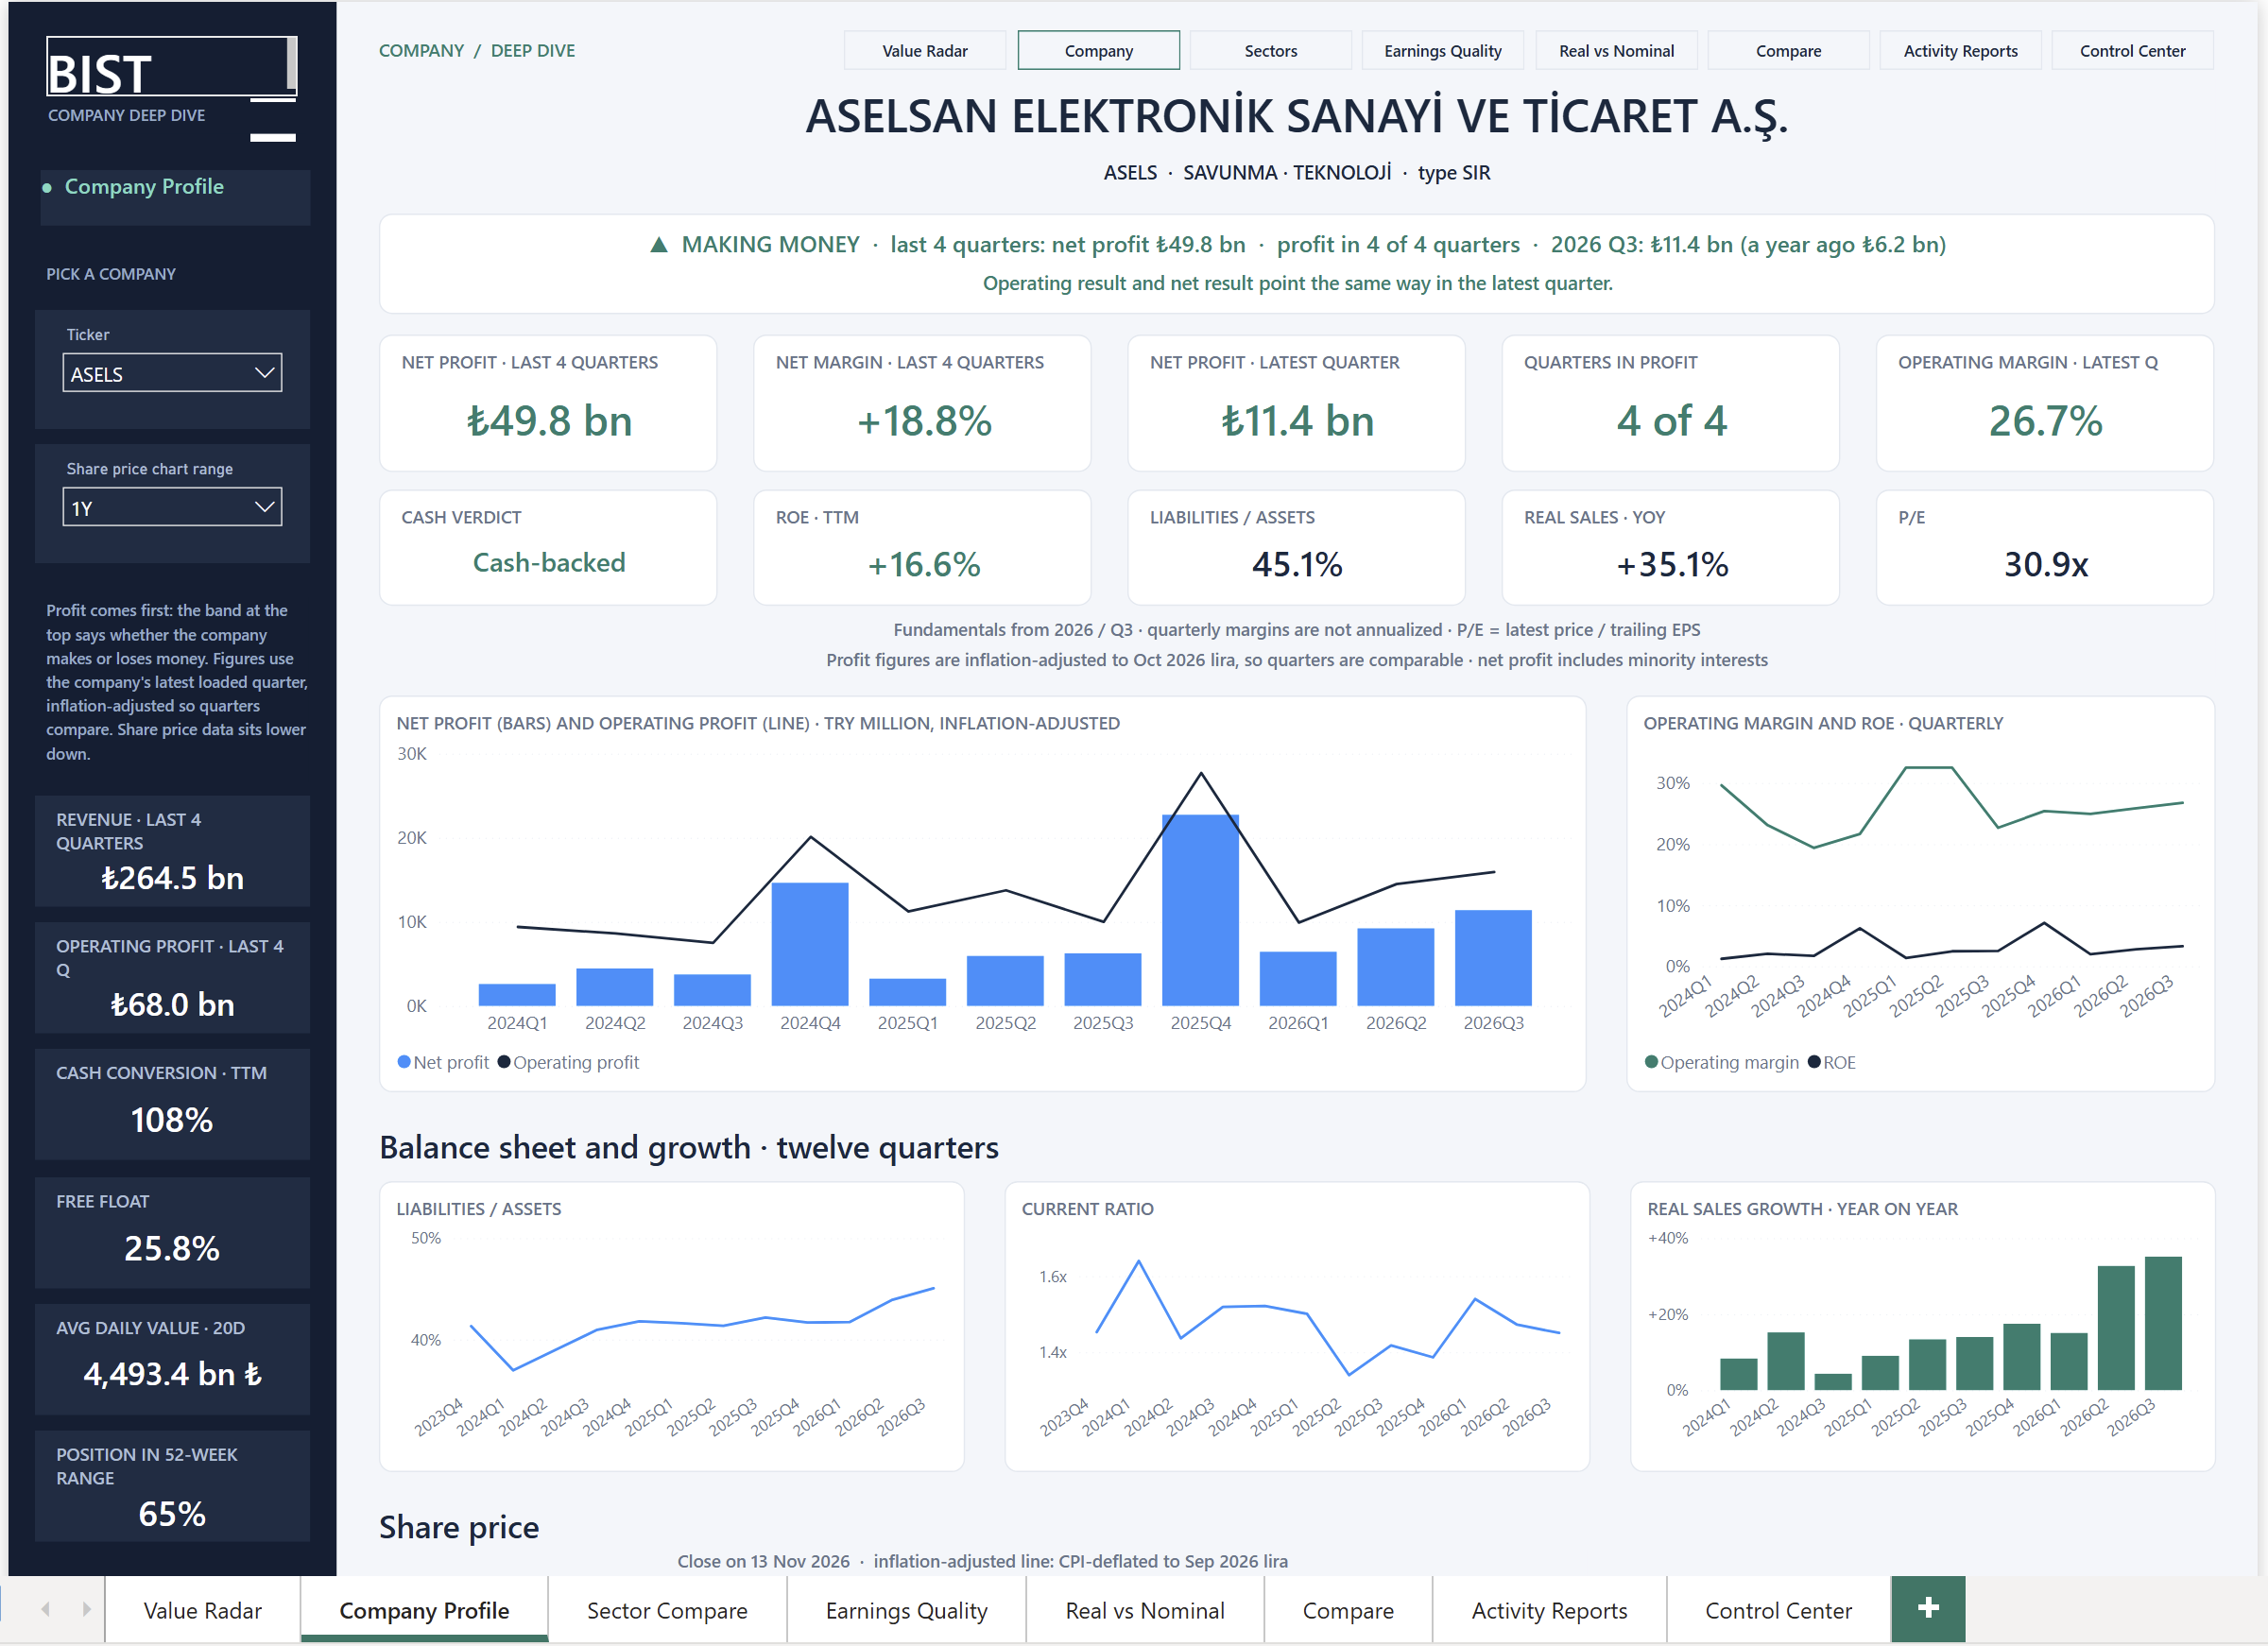 BIST
COMPANY DEEP DIVE
Company Profile
PICK A COMPANY
Ticker
ASELS
Share price chart range
1Y
Profit comes first: the band at the
top says whether the company
makes or loses money. Figures use
the company's latest loaded quarter,
inflation-adjusted so quarters
compare. Share price data sits lower
down.
REVENUE · LAST 4
QUARTERS
₺264.5 bn
OPERATING PROFIT · LAST 4
Q
₺68.0 bn
CASH CONVERSION · TTM
108%
FREE FLOAT
25.8%
AVG DAILY VALUE · 20D
4,493.4 bn ₺
POSITION IN 52-WEEK
RANGE
65%
COMPANY / DEEP DIVE
Value Radar
Company
Sectors
Earnings Quality
Real vs Nominal
Compare
Activity Reports
Control Center
ASELSAN ELEKTRONİK SANAYİ VE TİCARET A.Ş.
ASELS · SAVUNMA · TEKNOLOJİ · type SIR
▲ MAKING MONEY · last 4 quarters: net profit ₺49.8 bn · profit in 4 of 4 quarters · 2026 Q3: ₺11.4 bn (a year ago ₺6.2 bn)
Operating result and net result point the same way in the latest quarter.
NET PROFIT · LAST 4 QUARTERS
₺49.8 bn
NET MARGIN · LAST 4 QUARTERS
+18.8%
NET PROFIT · LATEST QUARTER
₺11.4 bn
QUARTERS IN PROFIT
4 of 4
OPERATING MARGIN · LATEST Q
26.7%
CASH VERDICT
Cash-backed
ROE · TTM
+16.6%
LIABILITIES / ASSETS
45.1%
REAL SALES · YOY
+35.1%
P/E
30.9x
Fundamentals from 2026 / Q3 · quarterly margins are not annualized · P/E = latest price / trailing EPS
Profit figures are inflation-adjusted to Oct 2026 lira, so quarters are comparable · net profit includes minority interests
NET PROFIT (BARS) AND OPERATING PROFIT (LINE) · TRY MILLION, INFLATION-ADJUSTED
30K
20K
10K
0K
2024Q1 2024Q2 2024Q3 2024Q4 2025Q1 2025Q2 2025Q3 2025Q4 2026Q1 2026Q2 2026Q3
Net profit Operating profit
OPERATING MARGIN AND ROE · QUARTERLY
30%
20%
10%
0%
2024Q1 2024Q2 2024Q3 2024Q4 2025Q1 2025Q2 2025Q3 2025Q4 2026Q1 2026Q2 2026Q3
Operating margin ROE
Balance sheet and growth · twelve quarters
LIABILITIES / ASSETS
50%
40%
2023Q4 2024Q1 2024Q2 2024Q3 2024Q4 2025Q1 2025Q2 2025Q3 2025Q4 2026Q1 2026Q2 2026Q3
CURRENT RATIO
1.6x
1.4x
2023Q4 2024Q1 2024Q2 2024Q3 2024Q4 2025Q1 2025Q2 2025Q3 2025Q4 2026Q1 2026Q2 2026Q3
REAL SALES GROWTH · YEAR ON YEAR
+40%
+20%
0%
2024Q1 2024Q2 2024Q3 2025Q1 2025Q2 2025Q3 2025Q4 2026Q1 2026Q2 2026Q3
Share price
Close on 13 Nov 2026 · inflation-adjusted line: CPI-deflated to Sep 2026 lira
Value Radar
Company Profile
Sector Compare
Earnings Quality
Real vs Nominal
Compare
Activity Reports
Control Center
+